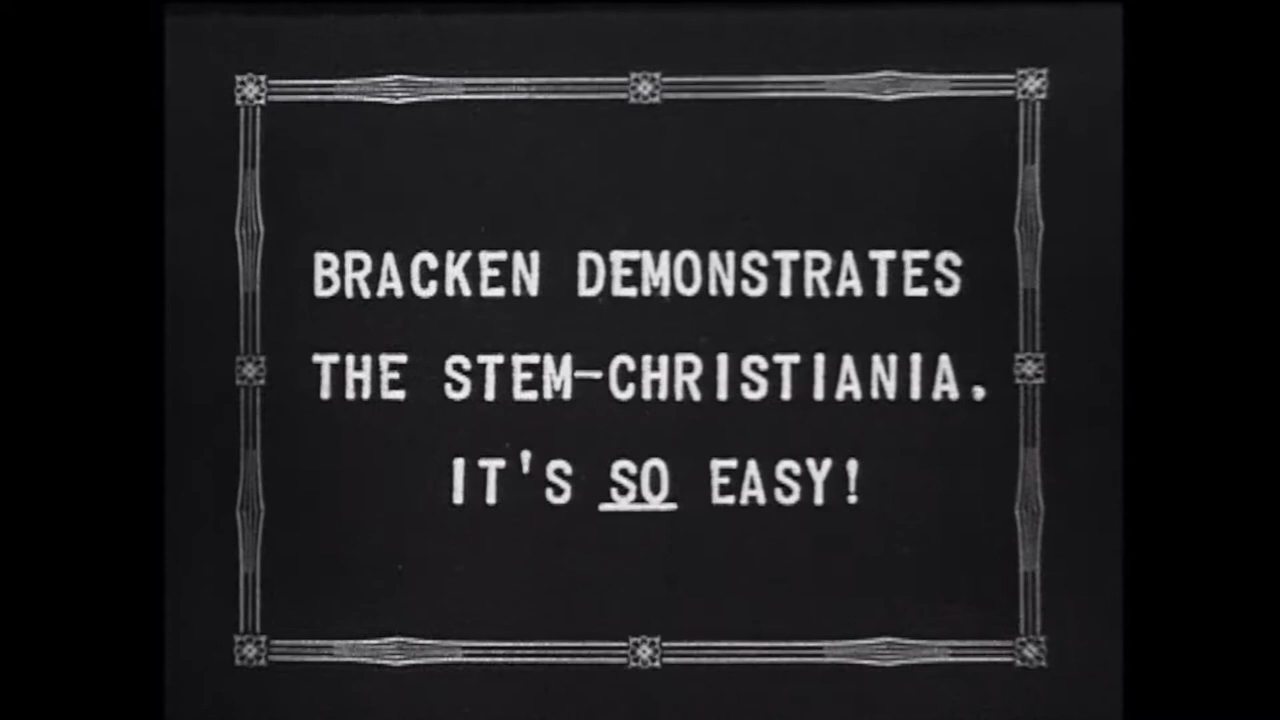 BRACKEN DEMONSTRATES
THE STEM-CHRISTIANIA.
IT'S SO EASY!